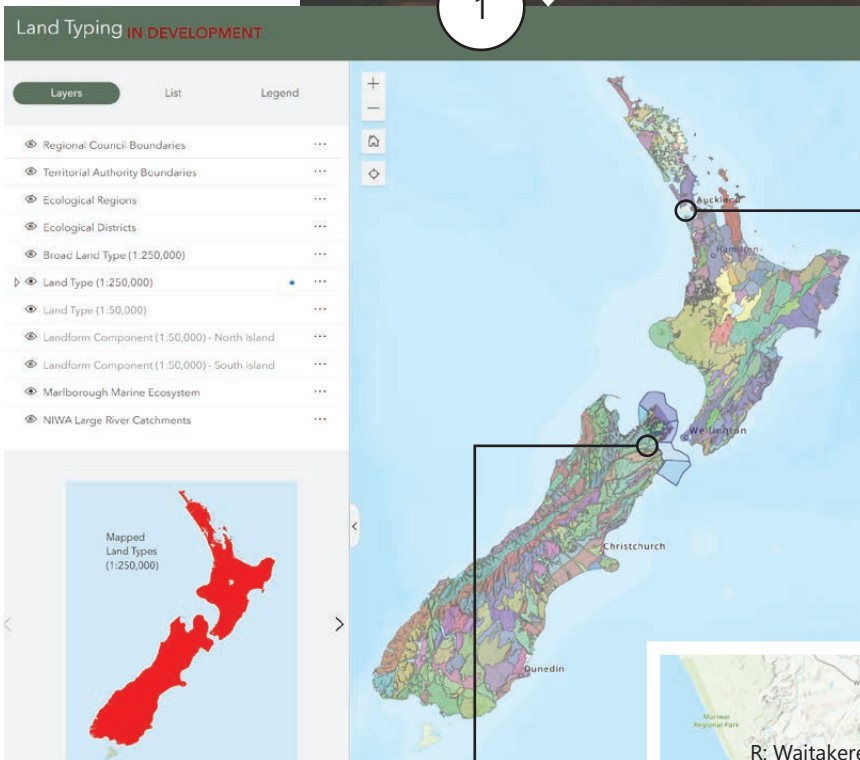 1
Land Typing IN DEVELOPMENT
Layers List Legend
Regional Council Boundaries
Territorial Authority Boundaries
Ecological Regions
Ecological Districts
Broad Land Type (1:250,000)
Land Type (1:250,000)
Land Type (1:50,000)
Landform Component (1:50,000) - North Island
Landform Component (1:50,000) - South Island
Marlborough Marine Ecosystem
NIWA Large River Catchments
Auckland
Hamilton
Wellington
Christchurch
Dunedin
Mapped
Land Types
(1:250,000)
Muriwai
Regional Park
R: Waitakere